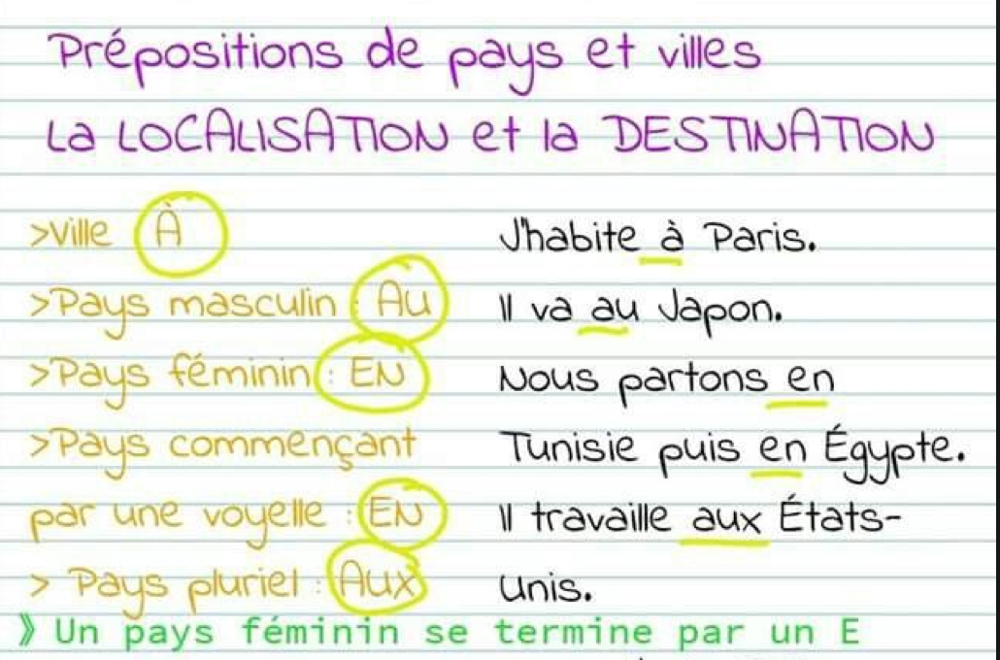 Prépositions de pays et villes
La LOCALISATION et la DESTINATION
>Ville À J'habite à Paris.
>Pays masculin : AU Il va au Japon.
>Pays féminin : EN Nous partons en
>Pays commençant Tunisie puis en Égypte.
par une voyelle : EN Il travaille aux États-
> Pays pluriel : AUX Unis.
》Un pays féminin se termine par un E